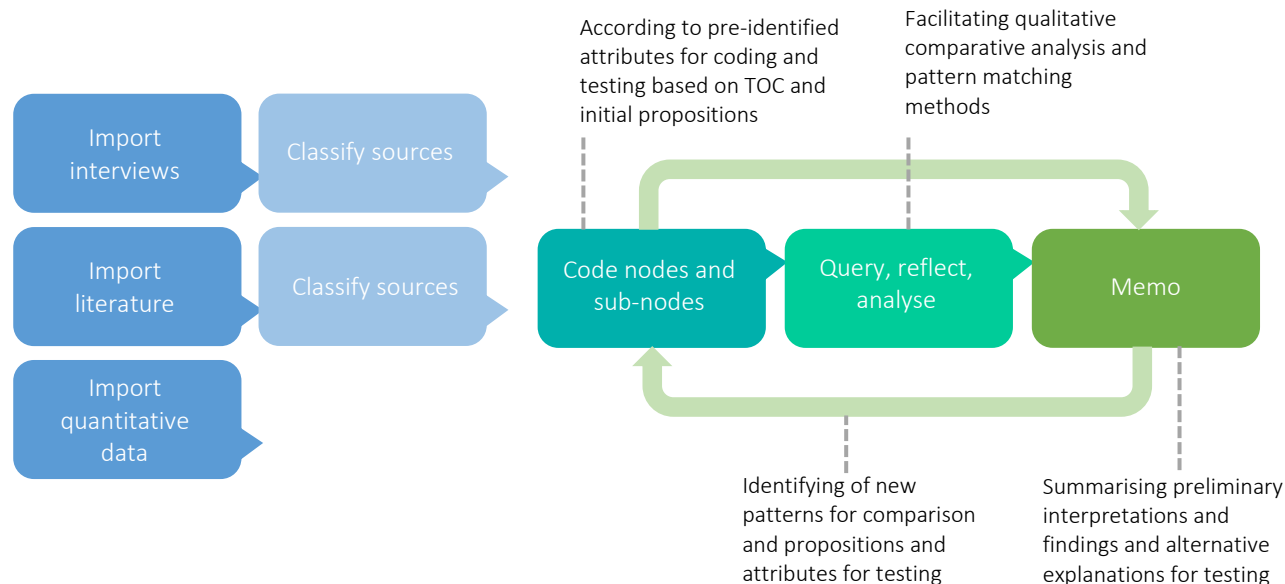 According to pre-identified
attributes for coding and
testing based on TOC and
initial propositions
Facilitating qualitative
comparative analysis and
pattern matching
methods
Import
interviews
Classify sources
Import
literature
Classify sources
Import
quantitative
data
Code nodes and
sub-nodes
Query, reflect,
analyse
Memo
Identifying of new
patterns for comparison
and propositions and
attributes for testing
Summarising preliminary
interpretations and
findings and alternative
explanations for testing